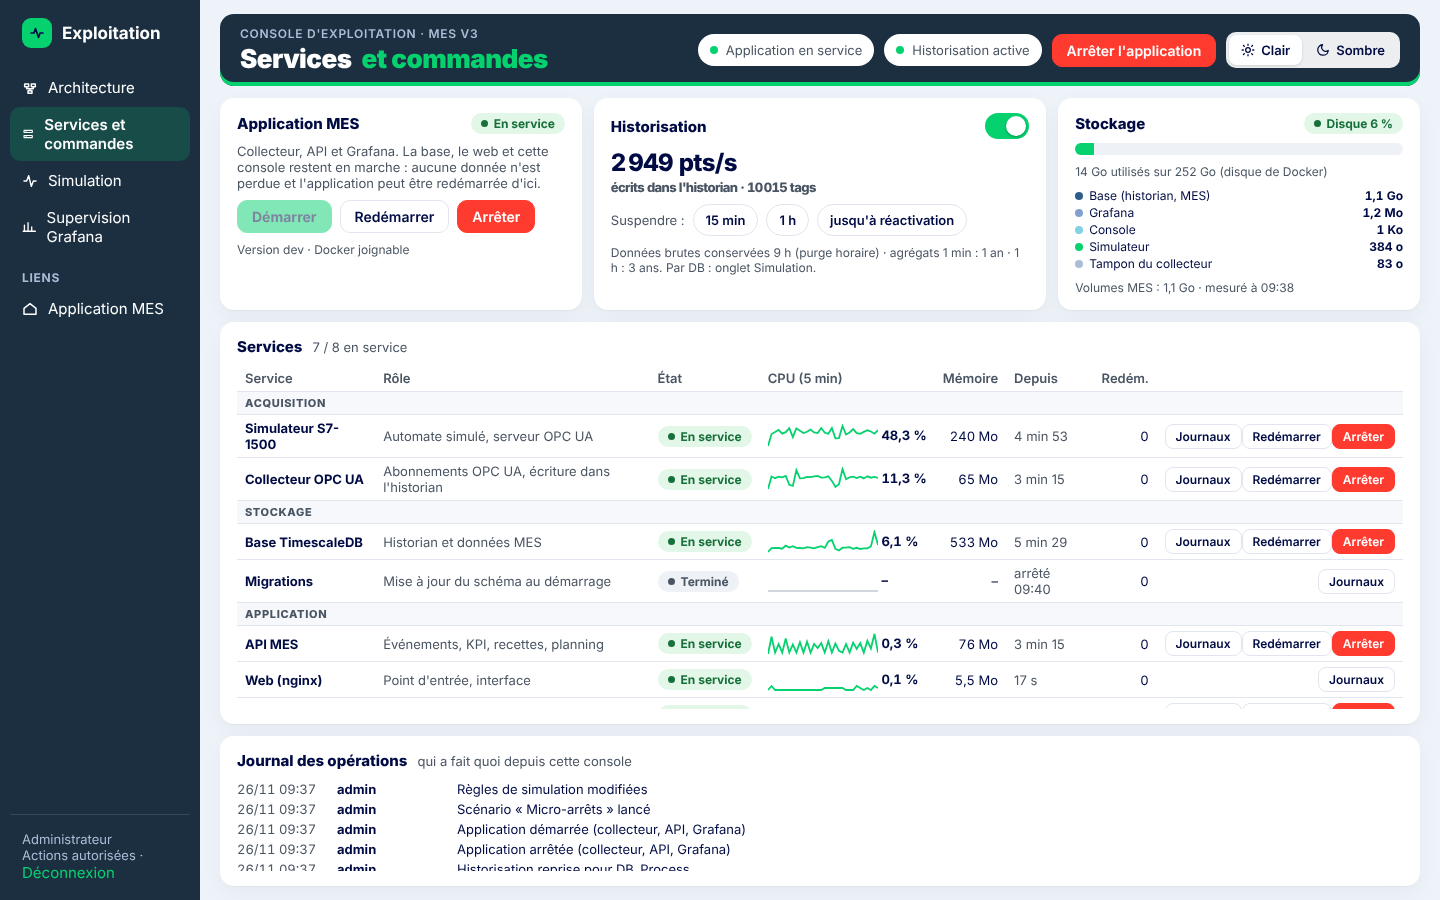 Exploitation
Architecture
Services et
commandes
Simulation
Supervision
Grafana
LIENS
Application MES
Administrateur
Actions autorisées ·
Déconnexion
CONSOLE D'EXPLOITATION · MES V3
Services et commandes
Application en service
Historisation active
Arrêter l'application
Clair
Sombre
Application MES
En service
Collecteur, API et Grafana. La base, le web et cette
console restent en marche : aucune donnée n'est
perdue et l'application peut être redémarrée d'ici.
Démarrer
Redémarrer
Arrêter
Version dev · Docker joignable
Historisation
2 949 pts/s
écrits dans l'historian · 10 015 tags
Suspendre :
15 min
1 h
jusqu'à réactivation
Données brutes conservées 9 h (purge horaire) · agrégats 1 min : 1 an · 1
h : 3 ans. Par DB : onglet Simulation.
Stockage
Disque 6 %
14 Go utilisés sur 252 Go (disque de Docker)
Base (historian, MES) 1,1 Go
Grafana 1,2 Mo
Console 1 Ko
Simulateur 384 o
Tampon du collecteur 83 o
Volumes MES : 1,1 Go · mesuré à 09:38
Services 7 / 8 en service
Service Rôle État CPU (5 min) Mémoire Depuis Redém.
ACQUISITION
Simulateur S7-
1500
Automate simulé, serveur OPC UA En service 48,3 % 240 Mo 4 min 53 0 Journaux Redémarrer Arrêter
Collecteur OPC UA
Abonnements OPC UA, écriture dans
l'historian
En service 11,3 % 65 Mo 3 min 15 0 Journaux Redémarrer Arrêter
STOCKAGE
Base TimescaleDB Historian et données MES En service 6,1 % 533 Mo 5 min 29 0 Journaux Redémarrer Arrêter
Migrations Mise à jour du schéma au démarrage Terminé – –
arrêté
09:40
0 Journaux
APPLICATION
API MES Événements, KPI, recettes, planning En service 0,3 % 76 Mo 3 min 15 0 Journaux Redémarrer Arrêter
Web (nginx) Point d'entrée, interface En service 0,1 % 5,5 Mo 17 s 0 Journaux
Journal des opérations qui a fait quoi depuis cette console
26/11 09:37 admin Règles de simulation modifiées
26/11 09:37 admin Scénario « Micro-arrêts » lancé
26/11 09:37 admin Application démarrée (collecteur, API, Grafana)
26/11 09:37 admin Application arrêtée (collecteur, API, Grafana)
26/11 09:37 admin Historisation reprise pour DB_Process